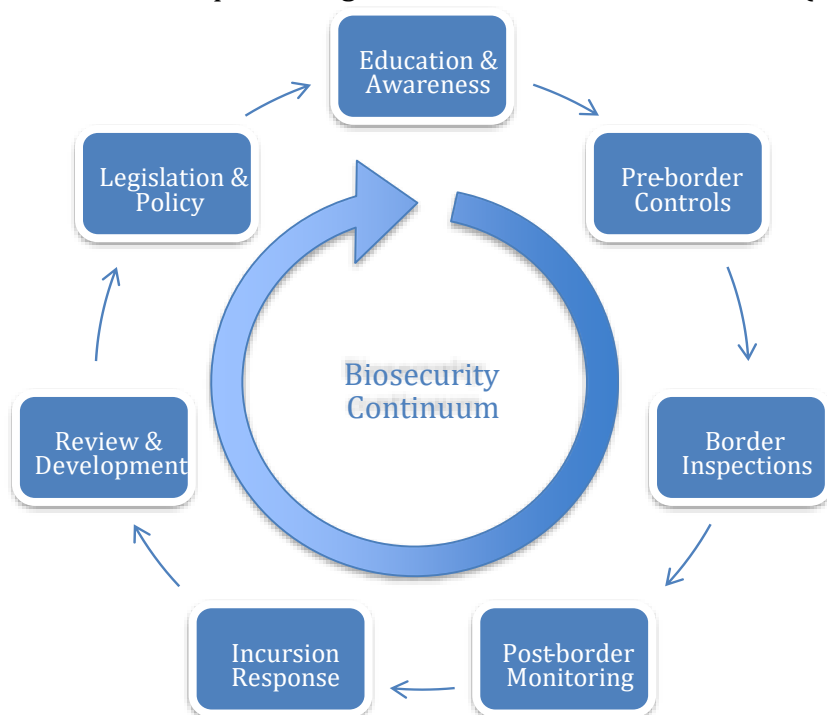 Education &
Awareness
Pre-border
Controls
Border
Inspections
Post-border
Monitoring
Incursion
Response
Review &
Development
Legislation &
Policy
Biosecurity
Continuum